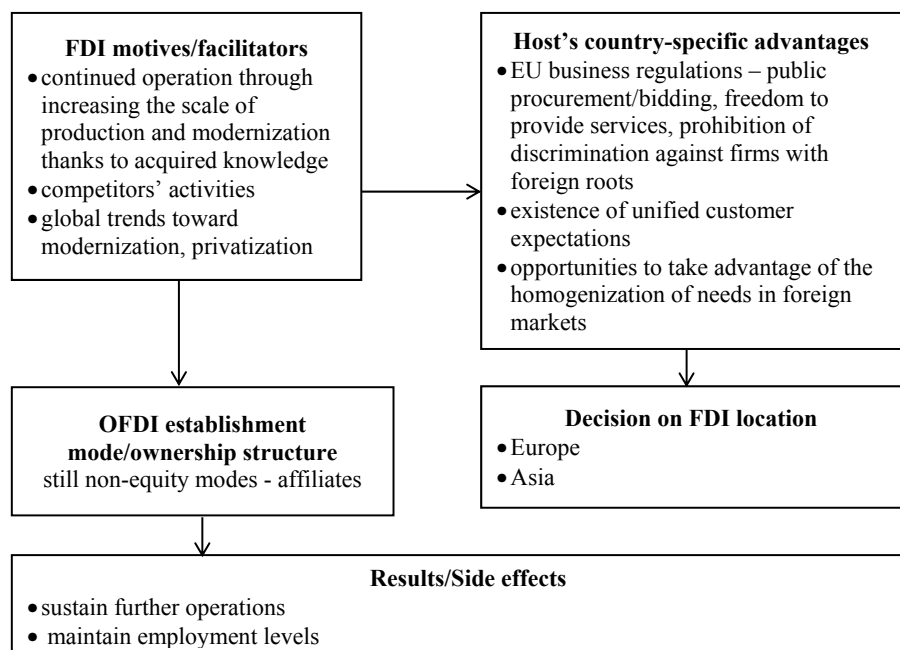 FDI motives/facilitators
•continued operation through
increasing the scale of
production and modernization
thanks to acquired knowledge
•competitors’ activities
•global trends toward
modernization, privatization
Host’s country-specific advantages
•EU business regulations – public
procurement/bidding, freedom to
provide services, prohibition of
discrimination against firms with
foreign roots
•existence of unified customer
expectations
•opportunities to take advantage of the
homogenization of needs in foreign
markets
OFDI establishment
mode/ownership structure
still non-equity modes - affiliates
Decision on FDI location
•Europe
•Asia
Results/Side effects
•sustain further operations
• maintain employment levels